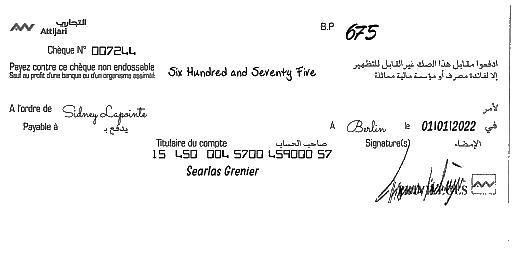 التجاري
Attijari
B.P 675
Chèque N° 007244
Payez contre ce chèque non endossable
Sauf au profit d'une banque ou d'un organisme assimilé
Six Hundred and Seventy Five
ادفعوا مقابل هذا الصك غير القابل للتظهير
إلا لفائدة مصرف أو مؤسسة مالية مماثلة
A l'ordre de Sidney Lapointe لأمر
Payable à يدفع بـ
A Berlin le 01/01/2022 في
Titulaire du compte صاحب الحساب Signature(s) الإمضاء
15 450 004 5700 459000 57
Searlas Grenier